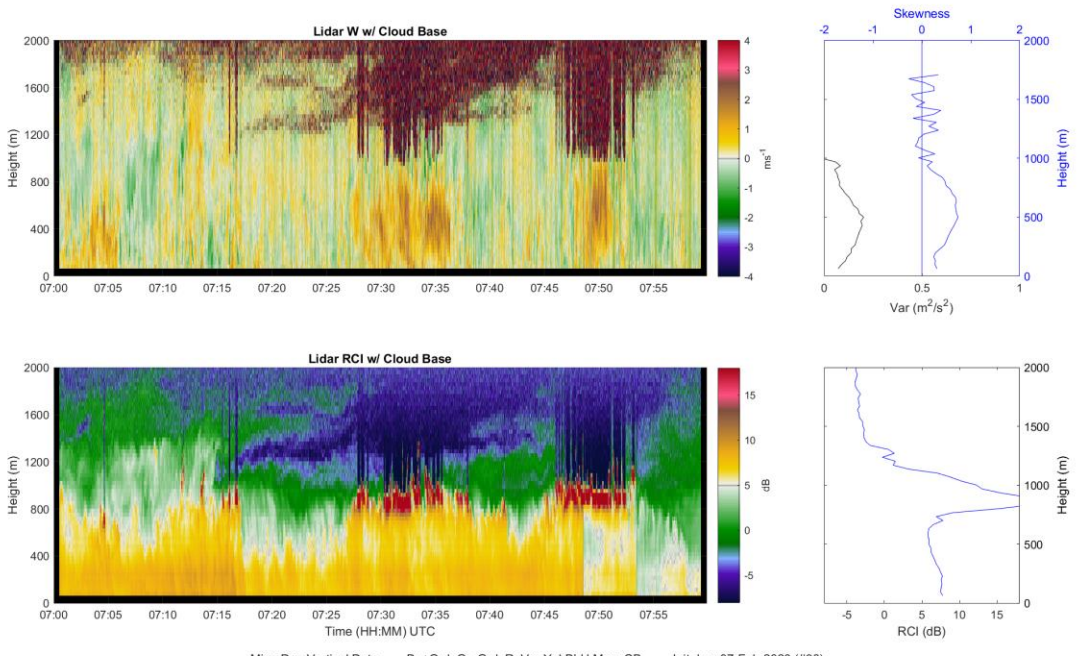 Lidar W w/ Cloud Base
2000
1600
1200
800
400
0
Height (m)
07:00 07:05 07:10 07:15 07:20 07:25 07:30 07:35 07:40 07:45 07:50 07:55
4
3
2
1
0
-1
-2
-3
-4
ms-1
Skewness
-2 -1 0 1 2
2000
1500
1000
500
0
Height (m)
0 0.5 1
Var (m2/s2)
Lidar RCI w/ Cloud Base
2000
1600
1200
800
400
0
Height (m)
07:00 07:05 07:10 07:15 07:20 07:25 07:30 07:35 07:40 07:45 07:50 07:55
Time (HH:MM) UTC
15
10
5
0
-5
dB
2000
1500
1000
500
0
Height (m)
-5 0 5 10 15
RCI (dB)